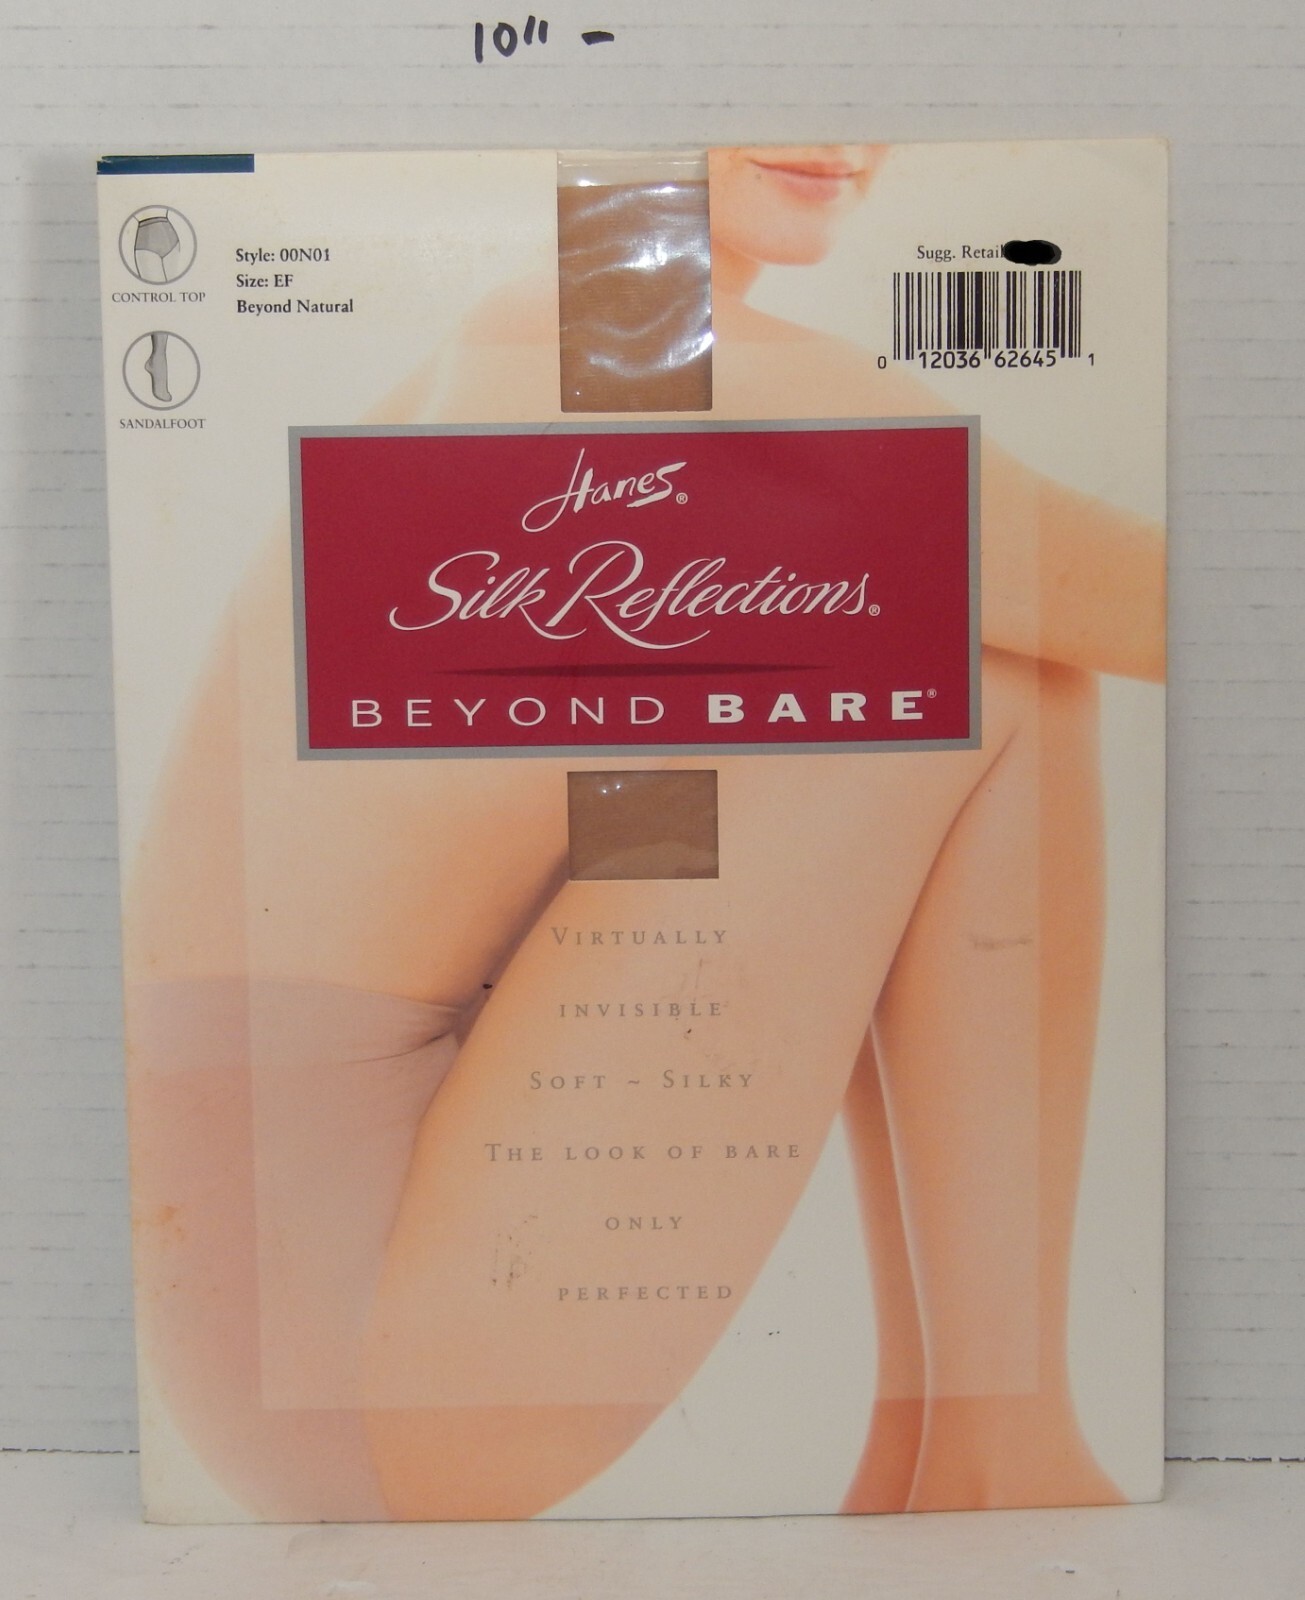 10" -
CONTROL TOP
SANDALFOOT
Style: 00N01
Size: EF
Beyond Natural
Sugg. Retail
0 12036 62645 1
Hanes®
Silk Reflections®
BEYOND BARE®
VIRTUALLY
INVISIBLE
SOFT ~ SILKY
THE LOOK OF BARE
ONLY
PERFECTED